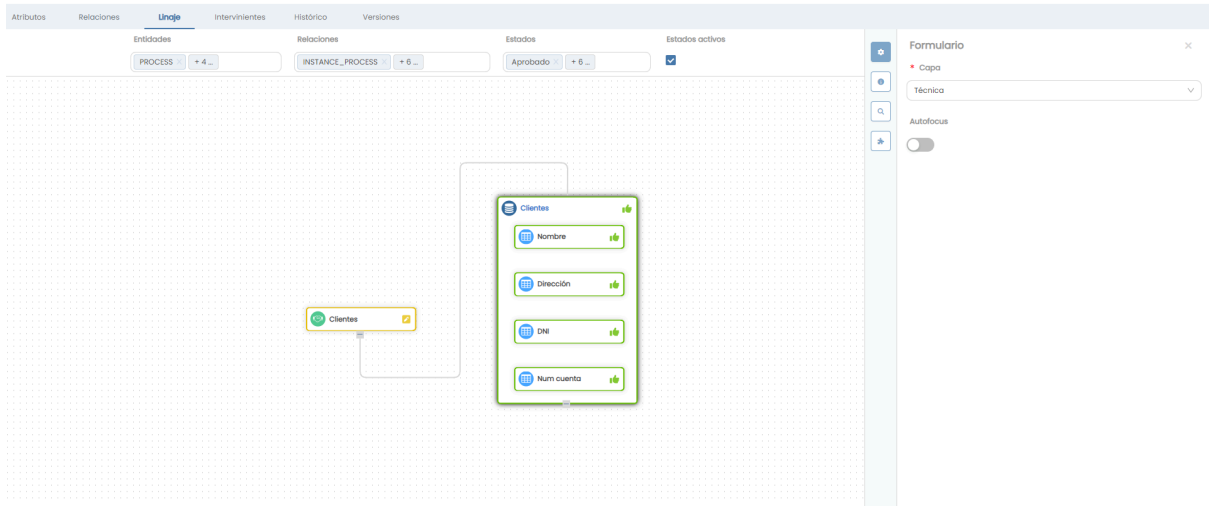 Atributos Relaciones Linaje Intervinientes Histórico Versiones
Entidades Relaciones Estados Estados activos
PROCESS × + 4 ... INSTANCE_PROCESS × + 6 ... Aprobado × + 6 ...
Formulario ×
* Capa
Técnica
Autofocus
Clientes
Nombre
Dirección
DNI
Num cuenta
Clientes